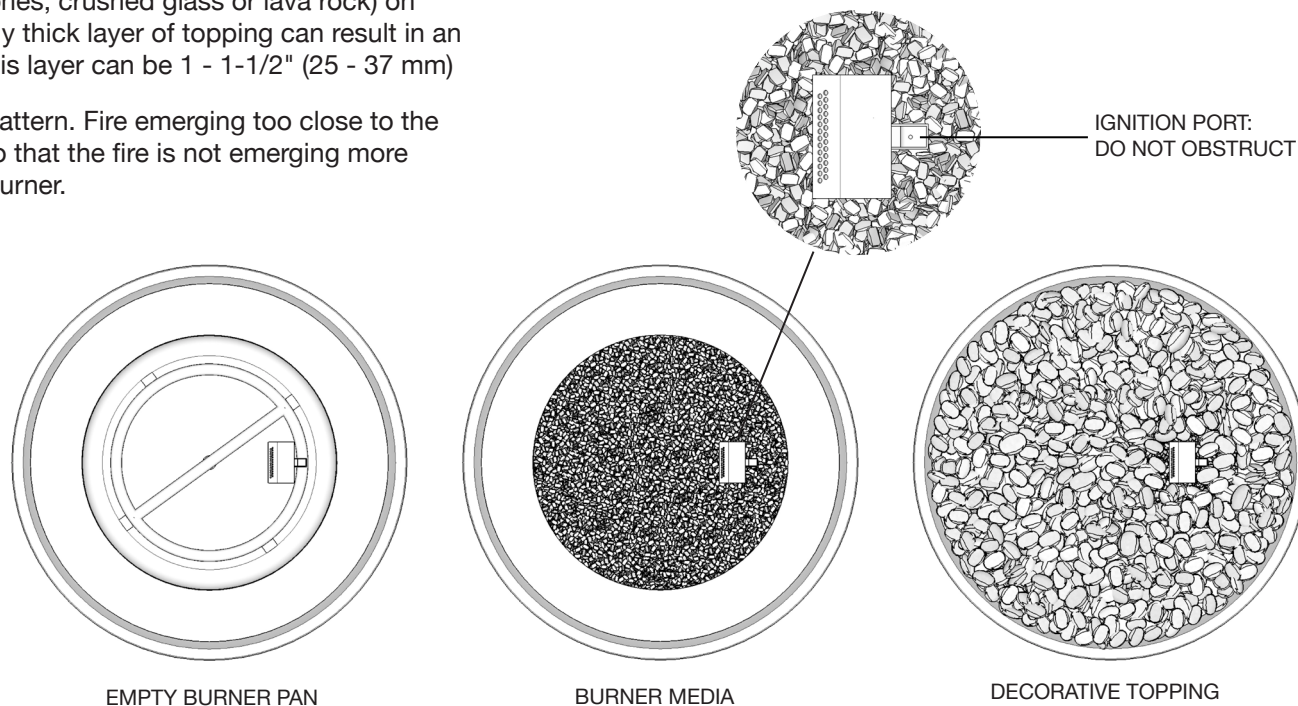 crushed glass or lava rock) on
thick layer of topping can result in an
is layer can be 1 - 1-1/2" (25 - 37 mm)
attern. Fire emerging too close to the
that the fire is not emerging more
urner.
IGNITION PORT:
DO NOT OBSTRUCT
EMPTY BURNER PAN
BURNER MEDIA
DECORATIVE TOPPING